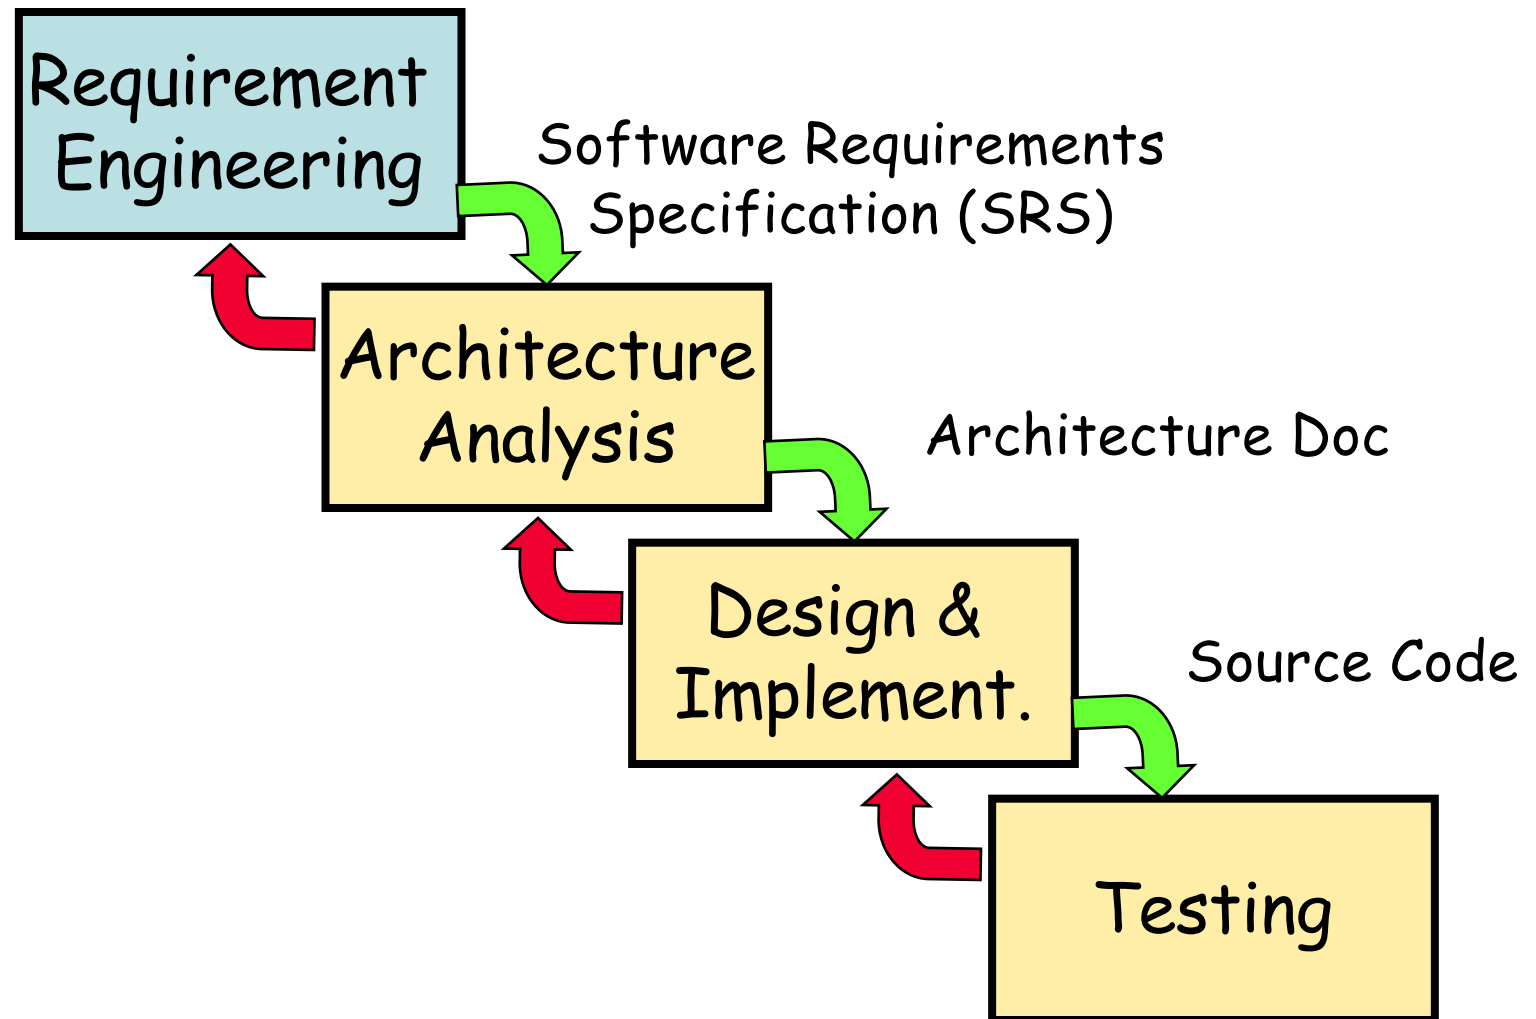 Requirement
Engineering
Software Requirements
Specification (SRS)
Architecture
Analysis
Architecture Doc
Design &
Implement.
Source Code
Testing